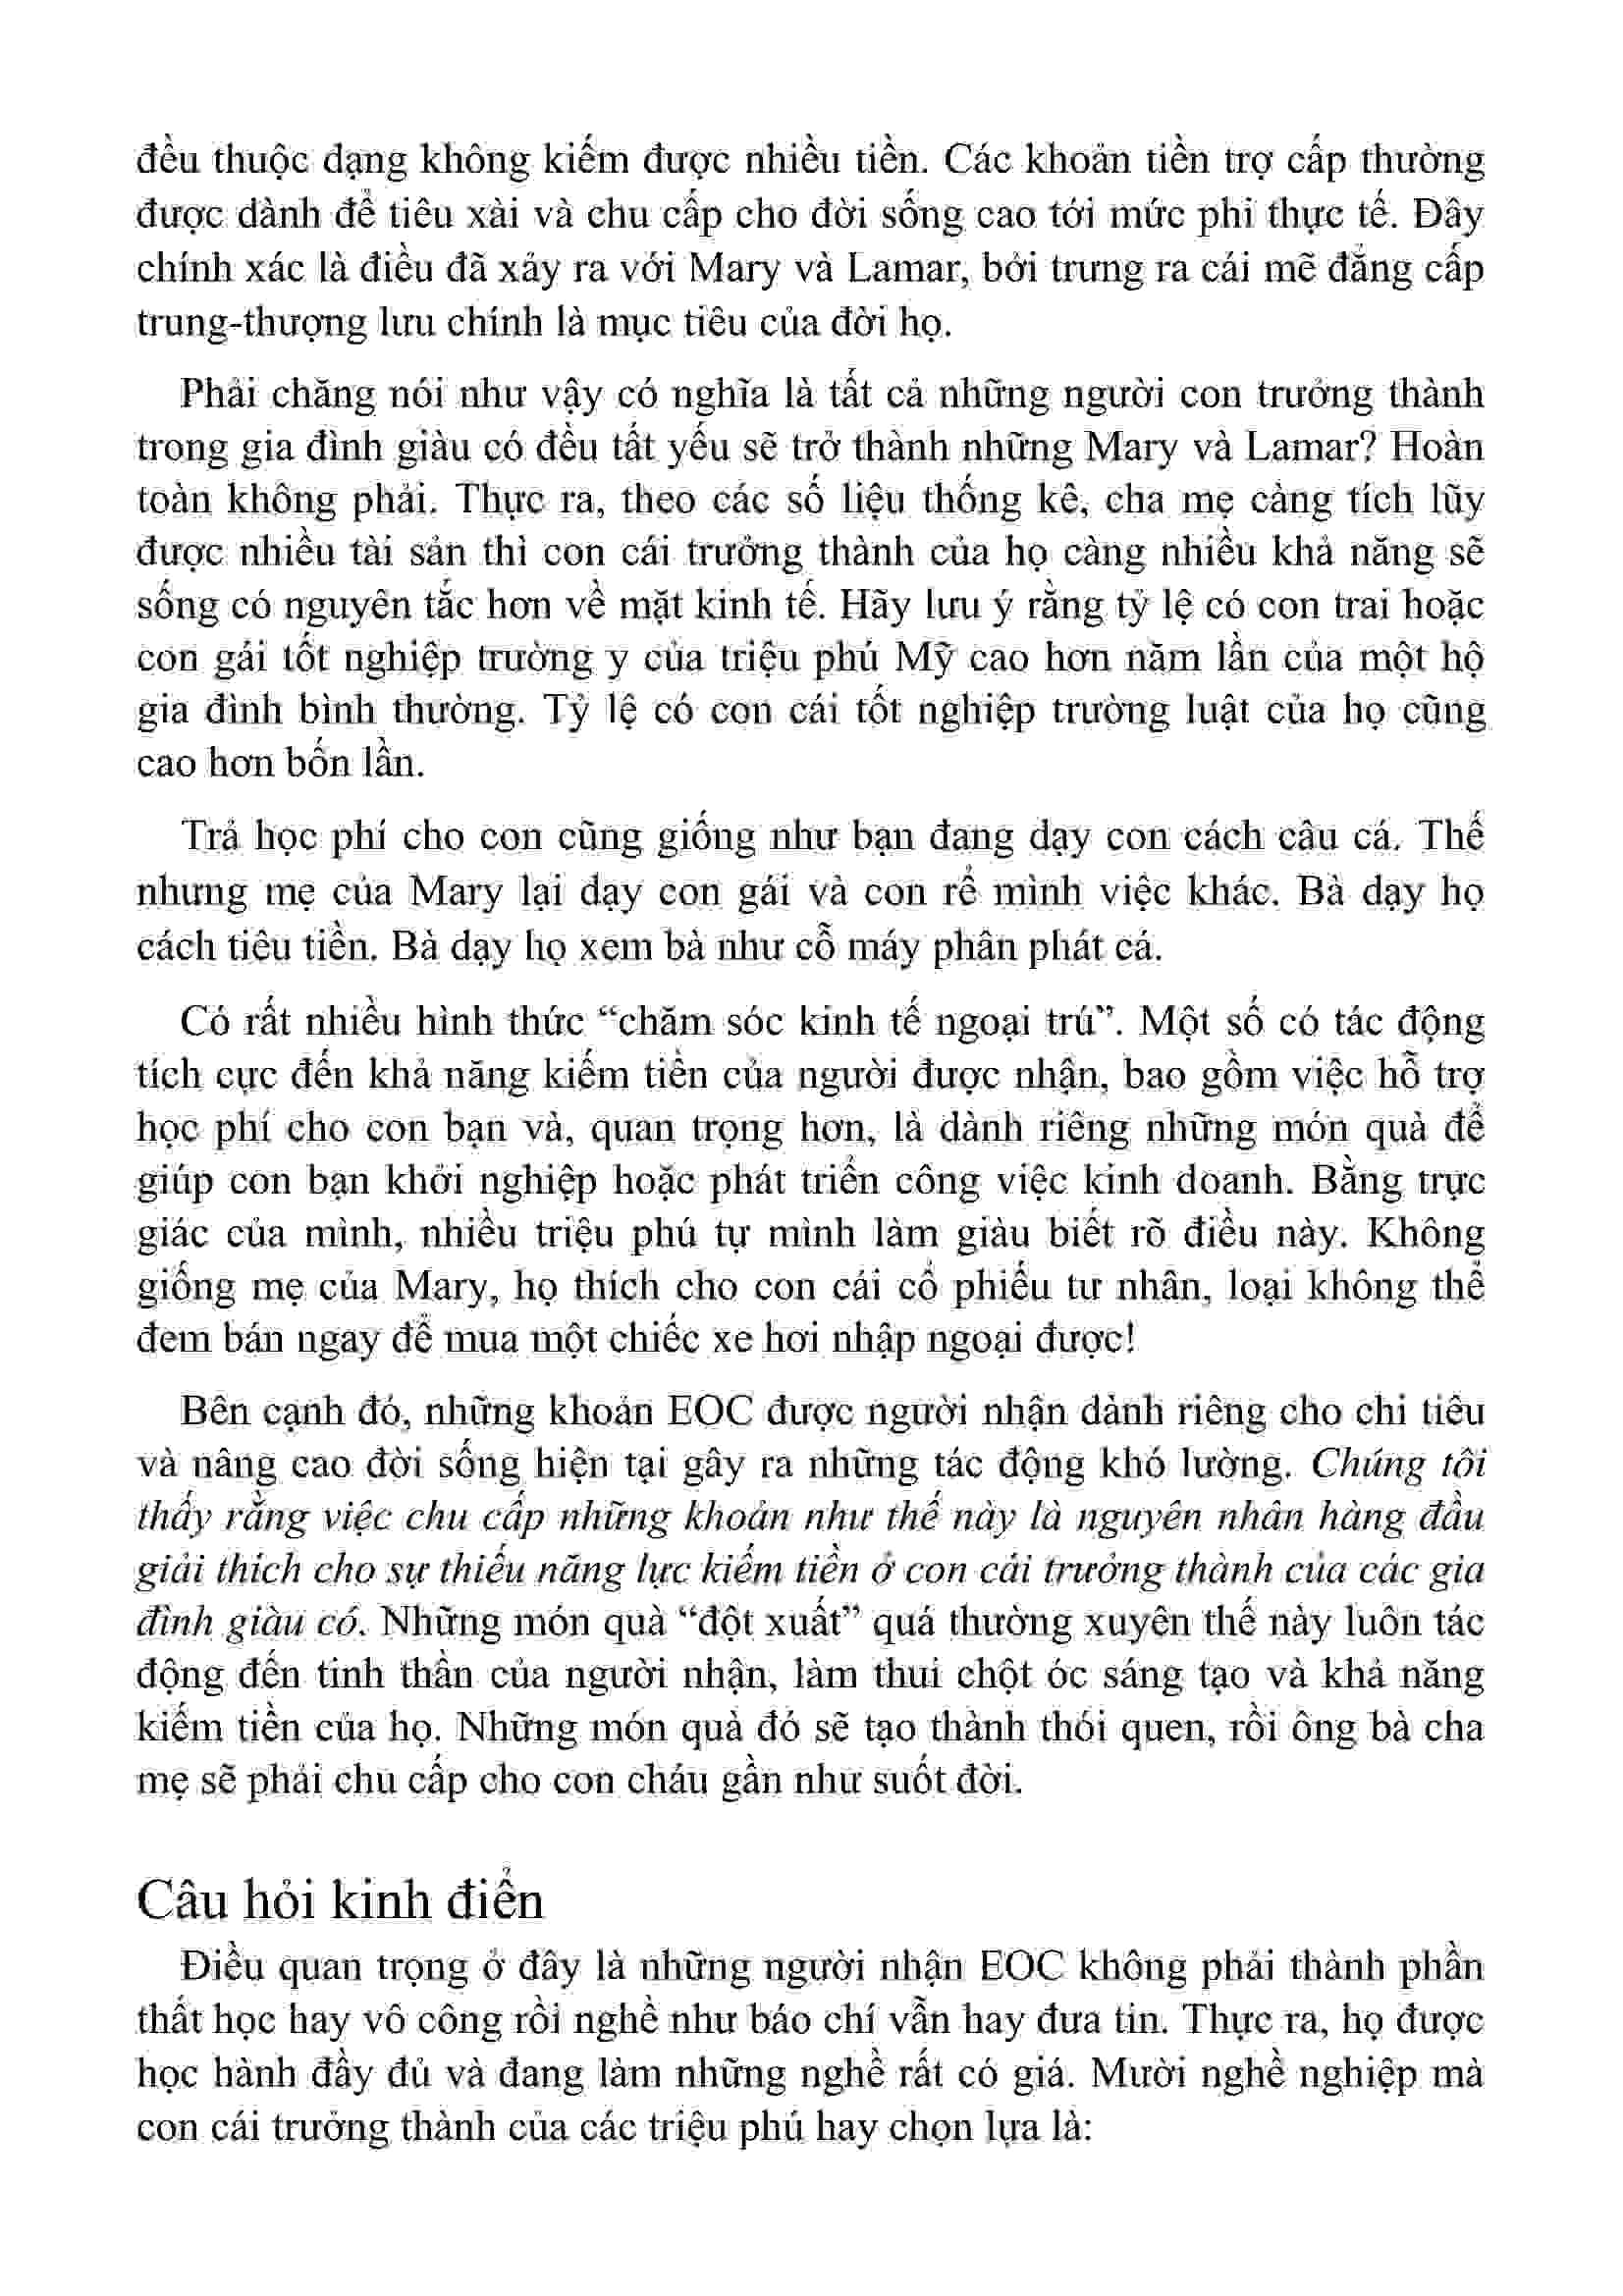 đều thuộc dạng không kiếm được nhiều tiền. Các khoản tiền trợ cấp thường
được dành để tiêu xài và chu cấp cho đời sống cao tới mức phi thực tế. Đây
chính xác là điều đã xảy ra với Mary và Lamar, bởi trưng ra cái mẽ đẳng cấp
trung-thượng lưu chính là mục tiêu của đời họ.
Phải chăng nói như vậy có nghĩa là tất cả những người con trưởng thành
trong gia đình giàu có đều tất yếu sẽ trở thành những Mary và Lamar? Hoàn
toàn không phải. Thực ra, theo các số liệu thống kê, cha mẹ càng tích lũy
được nhiều tài sản thì con cái trưởng thành của họ càng nhiều khả năng sẽ
sống có nguyên tắc hơn về mặt kinh tế. Hãy lưu ý rằng tỷ lệ có con trai hoặc
con gái tốt nghiệp trường y của triệu phú Mỹ cao hơn năm lần của một hộ
gia đình bình thường. Tỷ lệ có con cái tốt nghiệp trường luật của họ cũng
cao hơn bốn lần.
Trả học phí cho con cũng giống như bạn đang dạy con cách câu cá. Thế
nhưng mẹ của Mary lại dạy con gái và con rể mình việc khác. Bà dạy họ
cách tiêu tiền. Bà dạy họ xem bà như cỗ máy phân phát cá.
Có rất nhiều hình thức “chăm sóc kinh tế ngoại trú”. Một số có tác động
tích cực đến khả năng kiếm tiền của người được nhận, bao gồm việc hỗ trợ
học phí cho con bạn và, quan trọng hơn, là dành riêng những món quà để
giúp con bạn khởi nghiệp hoặc phát triển công việc kinh doanh. Bằng trực
giác của mình, nhiều triệu phú tự mình làm giàu biết rõ điều này. Không
giống mẹ của Mary, họ thích cho con cái cổ phiếu tư nhân, loại không thể
đem bán ngay để mua một chiếc xe hơi nhập ngoại được!
Bên cạnh đó, những khoản EOC được người nhận dành riêng cho chi tiêu
và nâng cao đời sống hiện tại gây ra những tác động khó lường. Chúng tôi
thấy rằng việc chu cấp những khoản như thế này là nguyên nhân hàng đầu
giải thích cho sự thiếu năng lực kiếm tiền ở con cái trưởng thành của các gia
đình giàu có. Những món quà “đột xuất” quá thường xuyên thế này luôn tác
động đến tinh thần của người nhận, làm thui chột óc sáng tạo và khả năng
kiếm tiền của họ. Những món quà đó sẽ tạo thành thói quen, rồi ông bà cha
mẹ sẽ phải chu cấp cho con cháu gần như suốt đời.
Câu hỏi kinh điển
Điều quan trọng ở đây là những người nhận EOC không phải thành phần
thất học hay vô công rồi nghề như báo chí vẫn hay đưa tin. Thực ra, họ được
học hành đầy đủ và đang làm những nghề rất có giá. Mười nghề nghiệp mà
con cái trưởng thành của các triệu phú hay chọn lựa là: